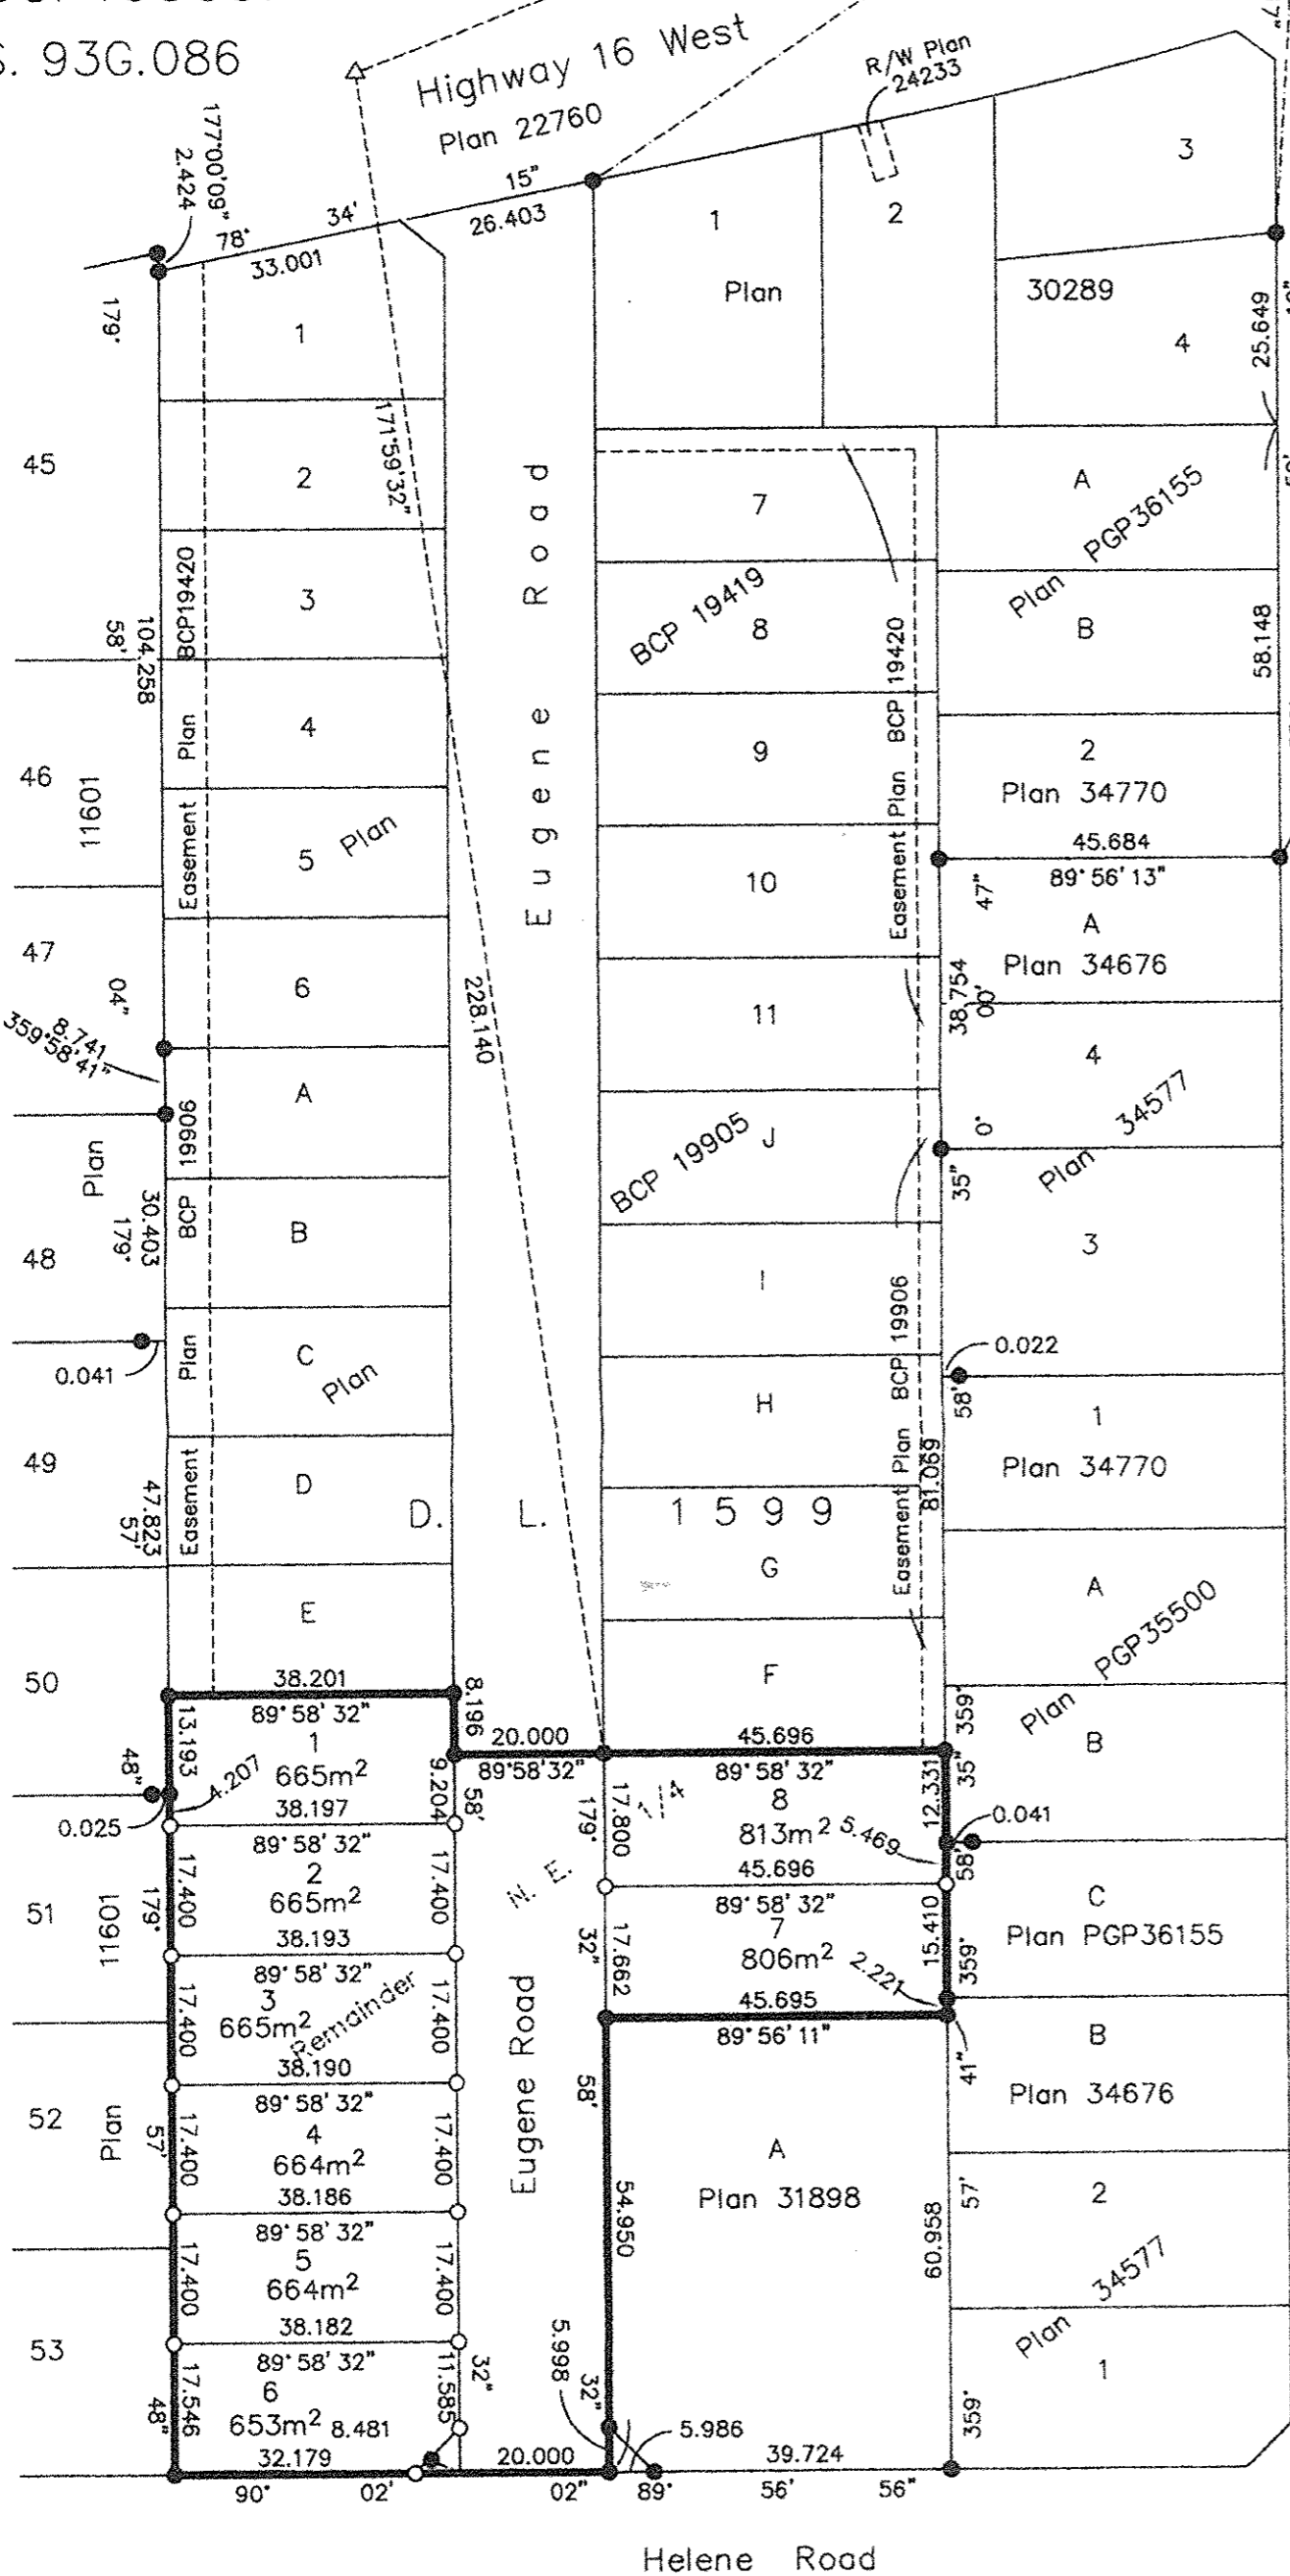 S. 93G.086
Highway 16 West
Plan 22760
R/W Plan
24233
177°00'09"
2.424
15"
34'
78°
26.403
33.001
179°
1
2
3
1
Plan
30289
4
25.649
45
2
171°59'32"
Eugene Road
7
A
Plan PGP36155
BCP19420
3
BCP 19419
8
BCP 19420
B
58.148
104.258
58'
46
11601
Plan
4
9
2
Plan 34770
Easement
5
Plan
10
Easement Plan
45.684
89°56'13"
47"
A
Plan 34676
47
04"
6
228.140
11
38.754
00'
8.741
359°58'41"
A
4
19906
BCP 19905
J
0°
35"
Plan 34577
Plan
30.403
179°
BCP
B
48
I
3
0.041
Plan
C
Plan
Easement Plan BCP 19906
0.022
H
58'
1
Plan 34770
49
47.823
57'
Easement
D
D. L. 1599
81.069
G
A
Plan PGP35500
E
50
F
38.201
89°58'32"
8.196
20.000
89°58'32"
45.696
89°58'32"
359°
35"
B
13.193
1
665m²
9.204
58'
17.800
179°
1/4
8
813m²
5.469
12.331
0.041
48"
4.207
0.025
38.197
89°58'32"
45.696
89°58'32"
58'
51
11601
179°
17.400
2
665m²
17.400
N. E.
32"
17.662
7
806m²
2.221
15.410
359°
C
Plan PGP36155
38.193
89°58'32"
45.695
89°56'11"
17.400
3
665m²
Remainder
17.400
Eugene Road
41"
B
Plan 34676
52
Plan
57'
38.190
89°58'32"
58'
17.400
4
664m²
17.400
A
Plan 31898
57'
2
38.186
89°58'32"
54.950
60.958
17.400
5
664m²
17.400
Plan 34577
38.182
89°58'32"
53
48"
17.546
6
653m²
8.481
11.585
32"
5.998
32"
5.986
359°
1
32.179
20.000
39.724
90° 02' 02"
89° 56' 56"
Helene Road